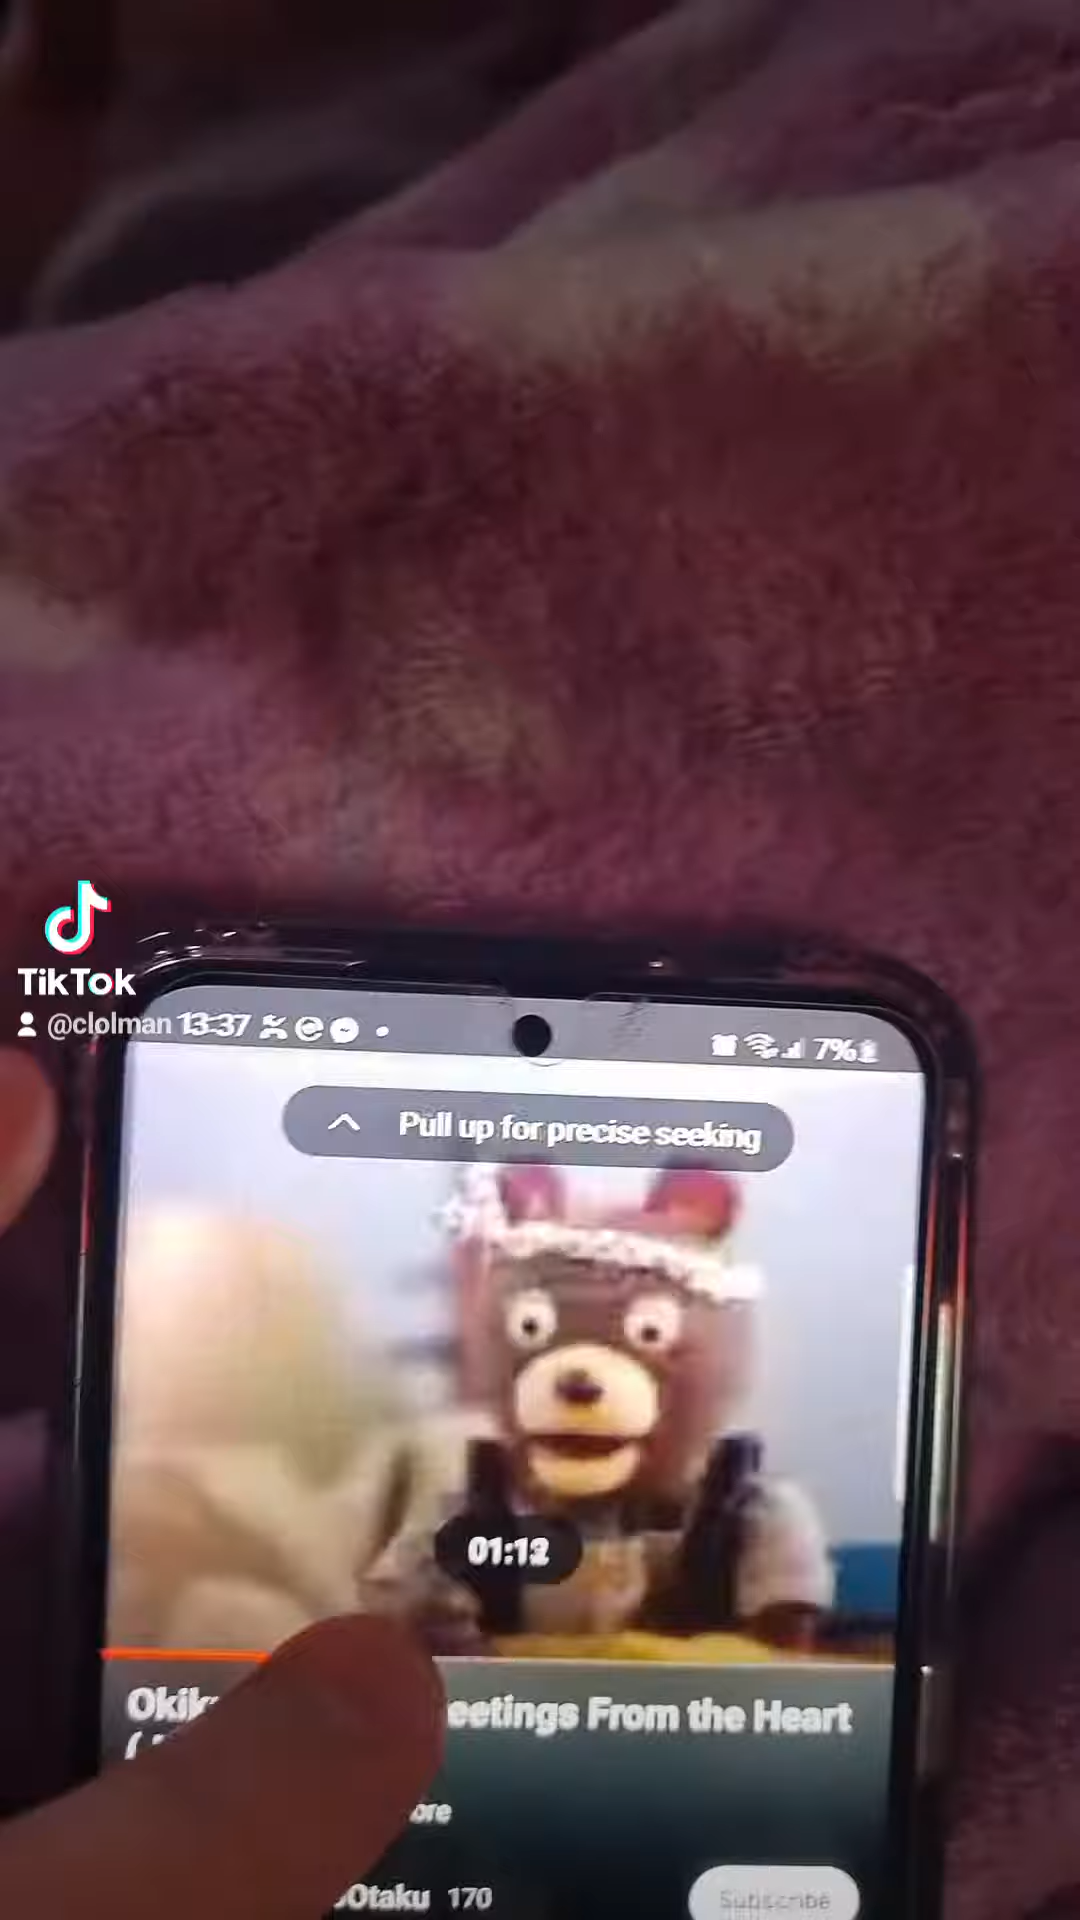 TikTok
@clolman
13:37
7%
Pull up for precise seeking
01:12
eetings From the Heart
ore
Otaku 170
Subscribe